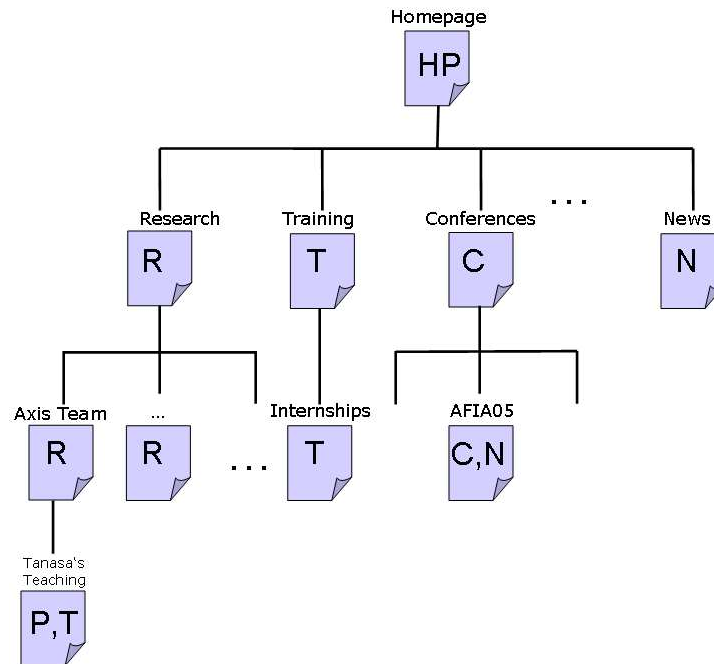 Homepage
HP
Research
Training
Conferences
...
News
R
T
C
N
Axis Team
...
Internships
AFIA05
R
R
...
T
C,N
Tanasa's
Teaching
P,T